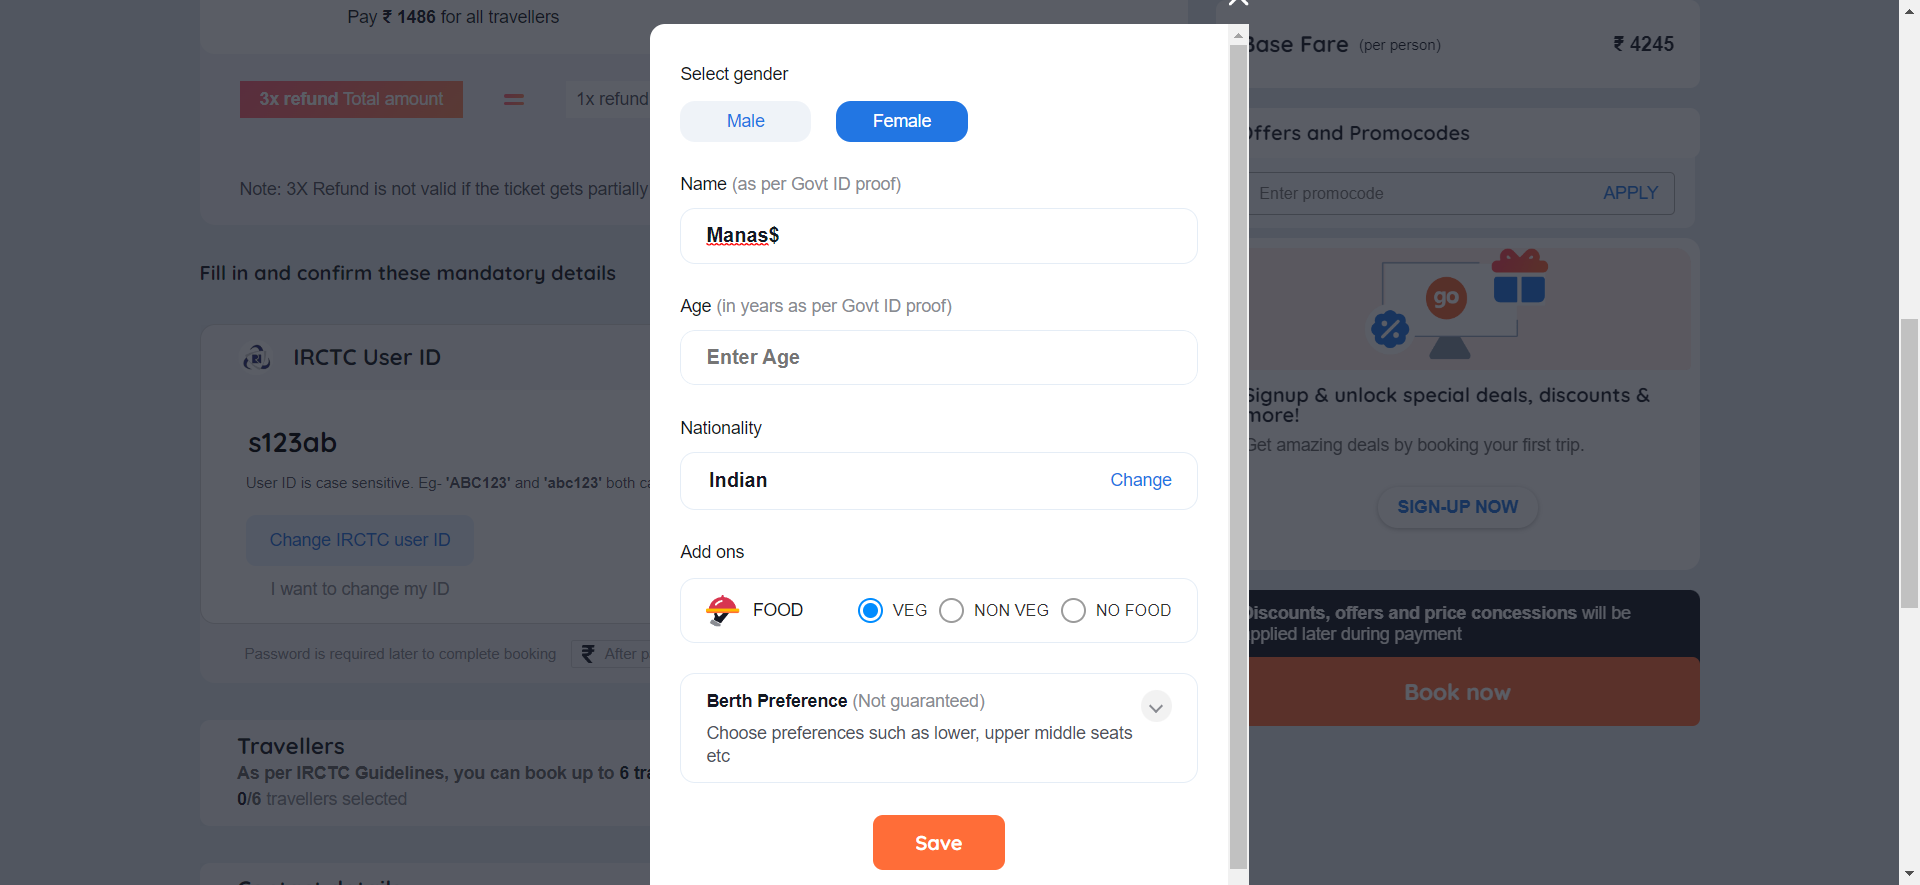 Pay ₹ 1486 for all travellers
3x refund Total amount
1x refund
Note: 3X Refund is not valid if the ticket gets partially
Fill in and confirm these mandatory details
IRCTC User ID
s123ab
User ID is case sensitive. Eg- 'ABC123' and 'abc123' both
Change IRCTC user ID
I want to change my ID
Password is required later to complete booking
₹ After
Travellers
As per IRCTC Guidelines, you can book up to 6
0/6 travellers selected
Select gender
Male
Female
Name (as per Govt ID proof)
Manas$
Age (in years as per Govt ID proof)
Enter Age
Nationality
Indian
Change
Add ons
FOOD
VEG
NON VEG
NO FOOD
Berth Preference (Not guaranteed)
Choose preferences such as lower, upper middle seats
etc
Save
Base Fare (per person)
₹ 4245
Offers and Promocodes
Enter promocode
APPLY
go
Signup & unlock special deals, discounts &
more!
Get amazing deals by booking your first trip.
SIGN-UP NOW
Discounts, offers and price concessions will be
applied later during payment
Book now